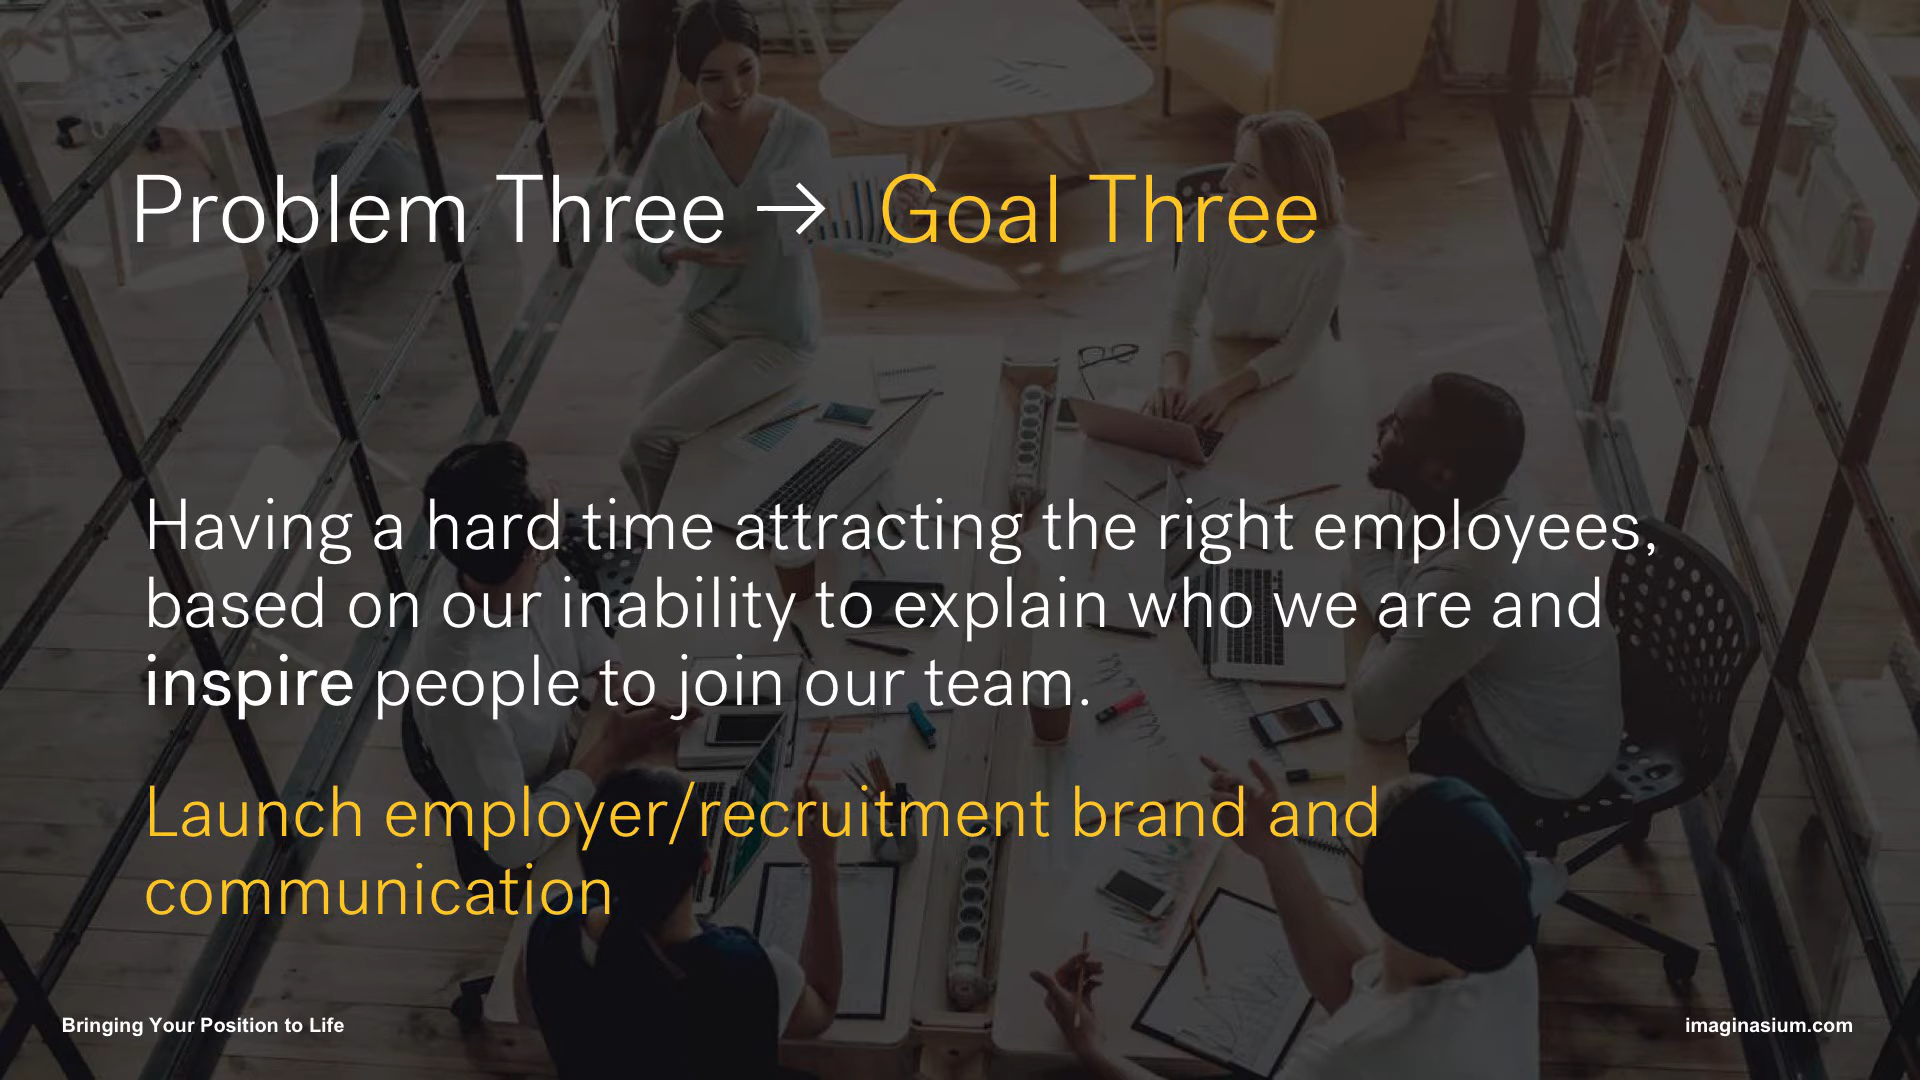 Problem Three → Goal Three
Having a hard time attracting the right employees,
based on our inability to explain who we are and
inspire people to join our team.
Launch employer/recruitment brand and
communication
Bringing Your Position to Life
imaginasium.com